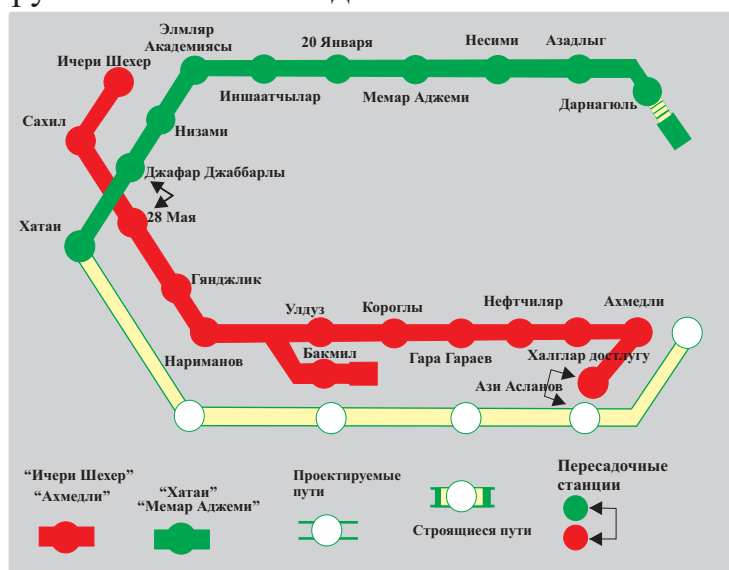 Элмляр
Академиясы
20 Января
Несими
Азадлыг
Ичери Шехер
Иншаатчылар
Мемар Аджеми
Дарнагюль
Сахил
Низами
Джафар Джаббарлы
28 Мая
Хатаи
Гянджлик
Улдуз
Короглы
Нефтчиляр
Ахмедли
Нариманов
Бакмил
Гара Гараев
Халглар достлугу
Ази Асланов
“Ичери Шехер”
“Ахмедли”
“Хатаи”
“Мемар Аджеми”
Проектируемые
пути
Строящиеся пути
Пересадочные
станции